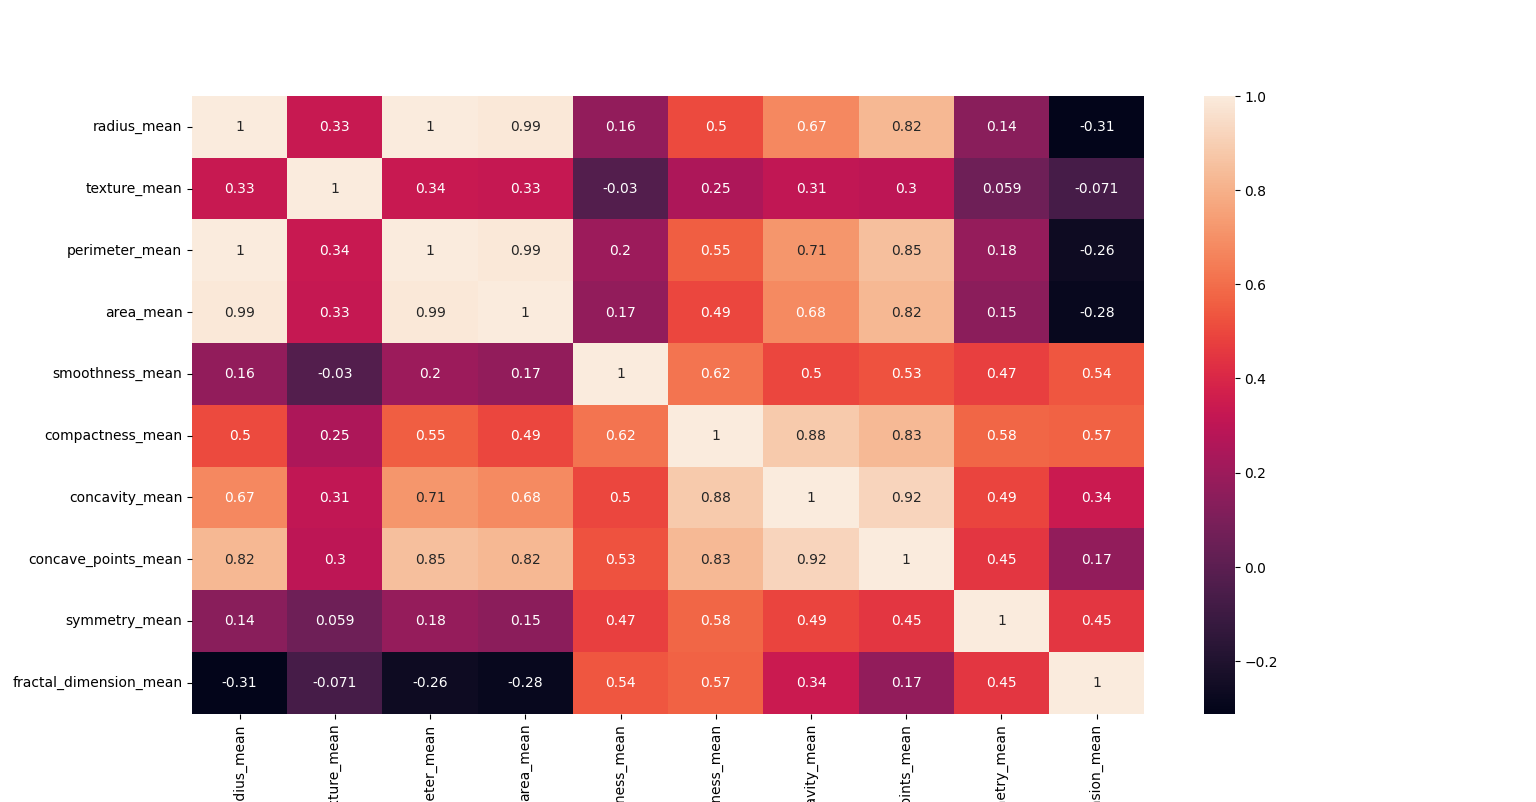 radius_mean 1 0.33 1 0.99 0.16 0.5 0.67 0.82 0.14 -0.31
texture_mean 0.33 1 0.34 0.33 -0.03 0.25 0.31 0.3 0.059 -0.071
perimeter_mean 1 0.34 1 0.99 0.2 0.55 0.71 0.85 0.18 -0.26
area_mean 0.99 0.33 0.99 1 0.17 0.49 0.68 0.82 0.15 -0.28
smoothness_mean 0.16 -0.03 0.2 0.17 1 0.62 0.5 0.53 0.47 0.54
compactness_mean 0.5 0.25 0.55 0.49 0.62 1 0.88 0.83 0.58 0.57
concavity_mean 0.67 0.31 0.71 0.68 0.5 0.88 1 0.92 0.49 0.34
concave_points_mean 0.82 0.3 0.85 0.82 0.53 0.83 0.92 1 0.45 0.17
symmetry_mean 0.14 0.059 0.18 0.15 0.47 0.58 0.49 0.45 1 0.45
fractal_dimension_mean -0.31 -0.071 -0.26 -0.28 0.54 0.57 0.34 0.17 0.45 1
dius_mean
xture_mean
eter_mean
area_mean
ness_mean
ness_mean
avity_mean
oints_mean
netry_mean
nsion_mean
1.0
0.8
0.6
0.4
0.2
0.0
−0.2